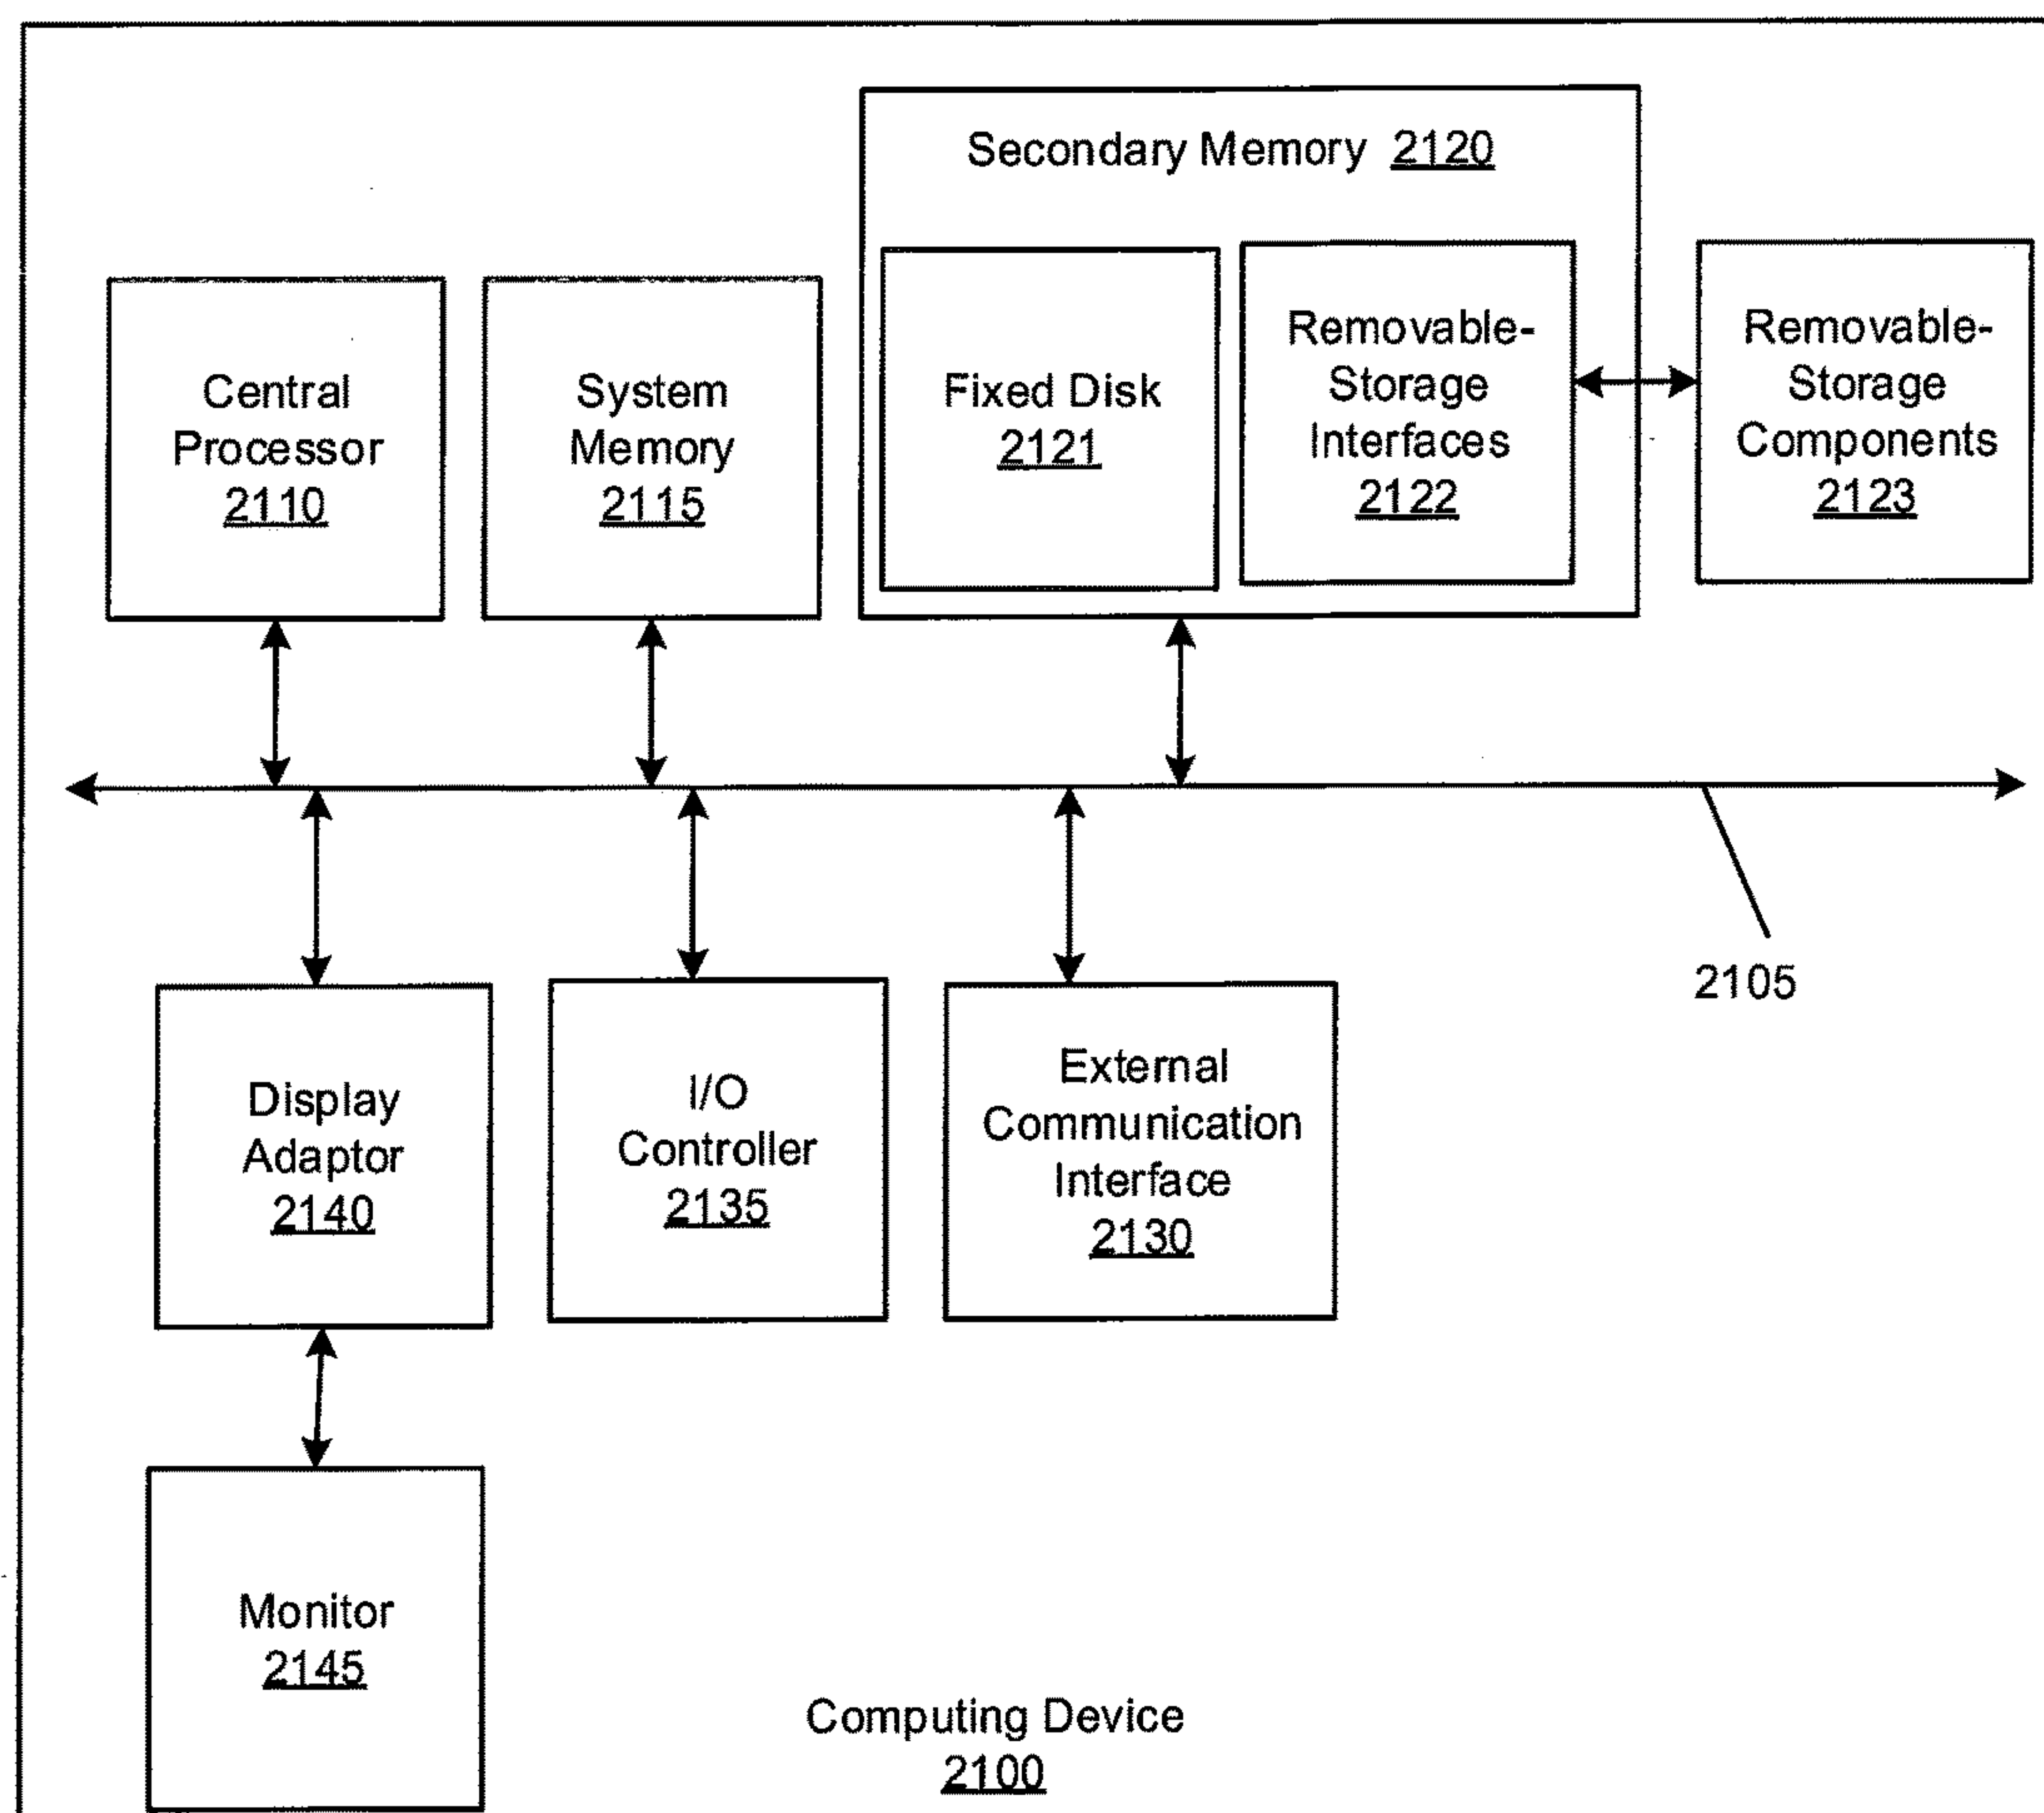 Secondary Memory 2120
Central
Processor
2110
System
Memory
2115
Fixed Disk
2121
Removable-
Storage
Interfaces
2122
Removable-
Storage
Components
2123
2105
Display
Adaptor
2140
I/O
Controller
2135
External
Communication
Interface
2130
Monitor
2145
Computing Device
2100